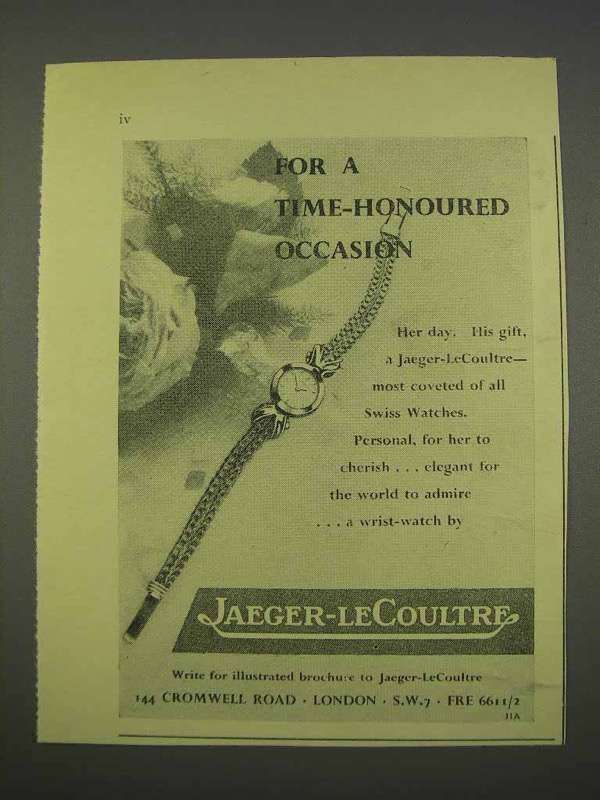 iv
FOR A
TIME-HONOURED
OCCASION
Her day. His gift,
a Jaeger-LeCoultre—
most coveted of all
Swiss Watches.
Personal, for her to
cherish . . . elegant for
the world to admire
. . . a wrist-watch by
JAEGER-LECOULTRE
Write for illustrated brochure to Jaeger-LeCoultre
144 CROMWELL ROAD · LONDON · S.W.7 · FRE 6611/2
J1A